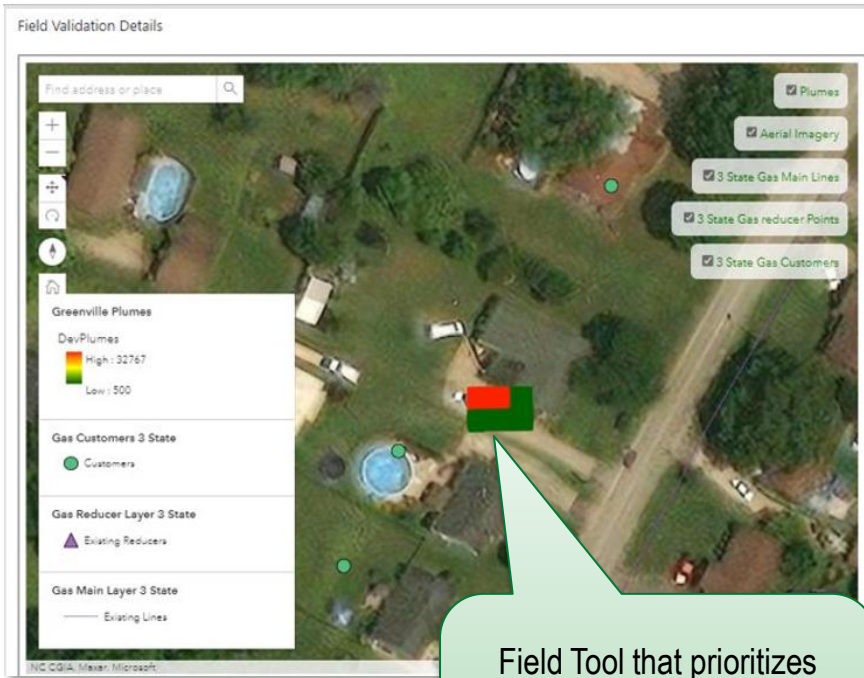 Field Validation Details
Find address or place
Plumes
Aerial Imagery
3 State Gas Main Lines
3 State Gas reducer Points
3 State Gas Customers
Greenville Plumes
DevPlumes
High : 32767
Low : 500
Gas Customers 3 State
Customers
Gas Reducer Layer 3 State
Existing Reducers
Gas Main Layer 3 State
Existing Lines
NC CGIA, Maxar, Microsoft
Field Tool that prioritizes